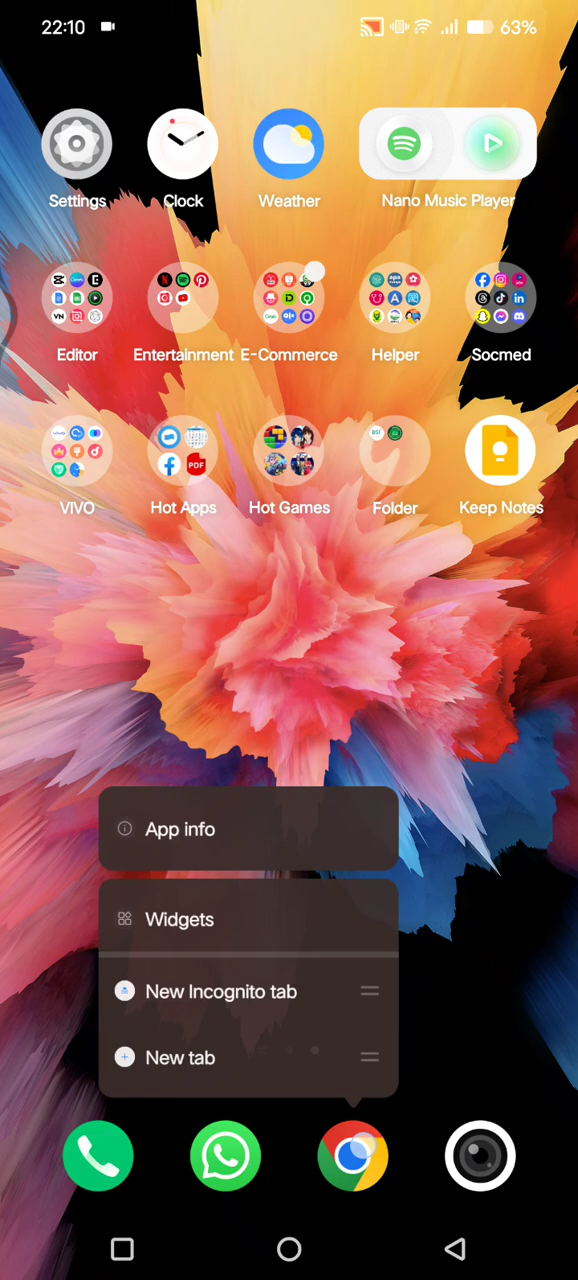 22:10
63%
Settings
Clock
Weather
Nano Music Player
Editor
Entertainment
E-Commerce
Helper
Socmed
VIVO
Hot Apps
PDF
Hot Games
Folder
Keep Notes
App info
Widgets
New Incognito tab
New tab